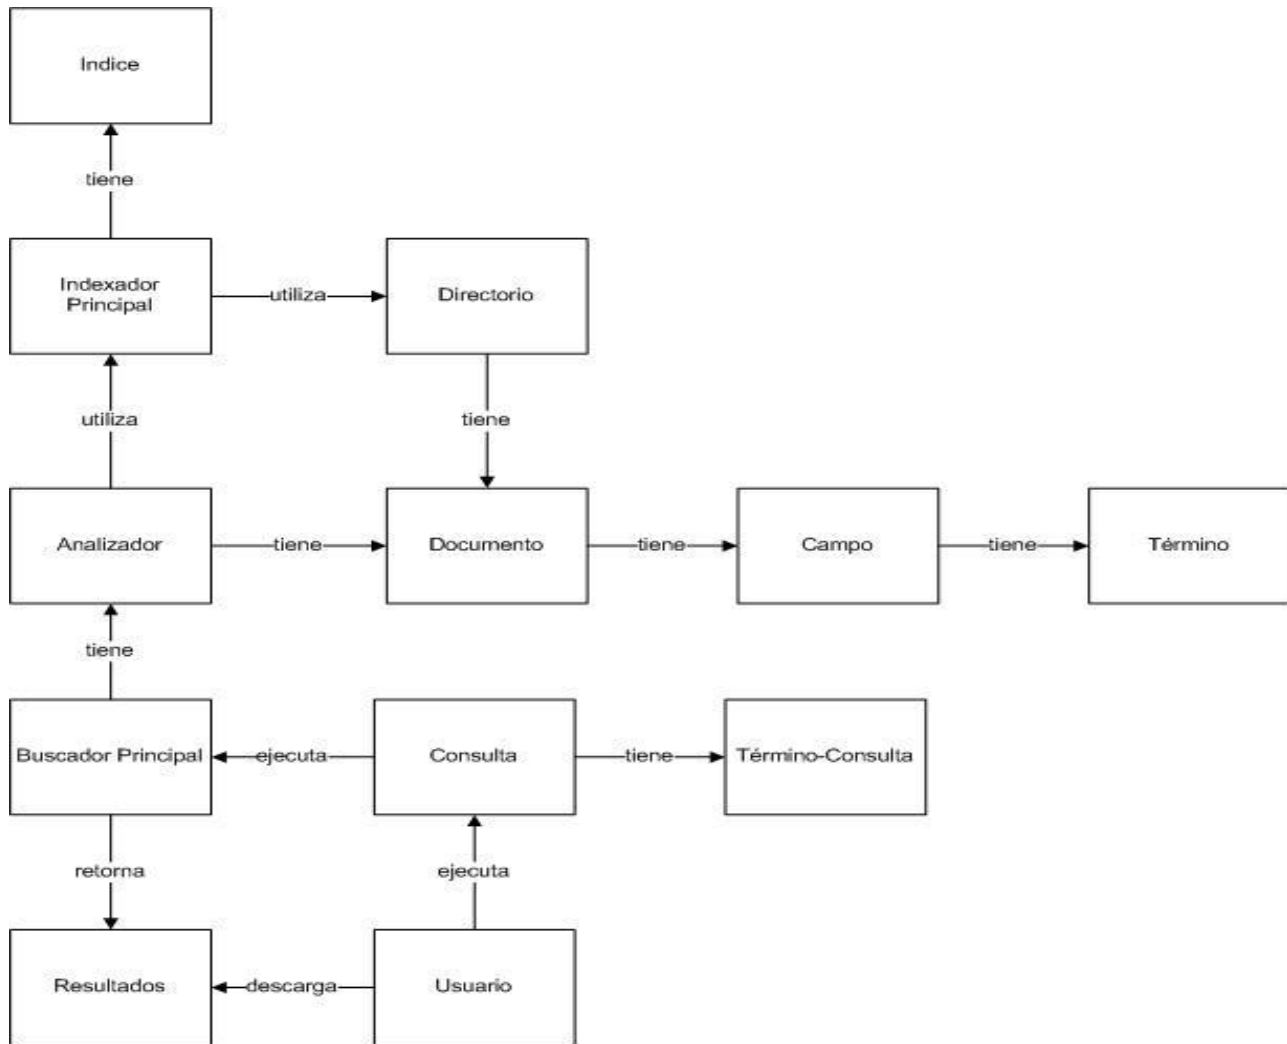 Indice
tiene
Indexador
Principal
utiliza
Directorio
utiliza
tiene
Analizador
tiene
Documento
tiene
Campo
tiene
Término
tiene
Buscador Principal
ejecuta
Consulta
tiene
Término-Consulta
retorna
ejecuta
Resultados
descarga
Usuario